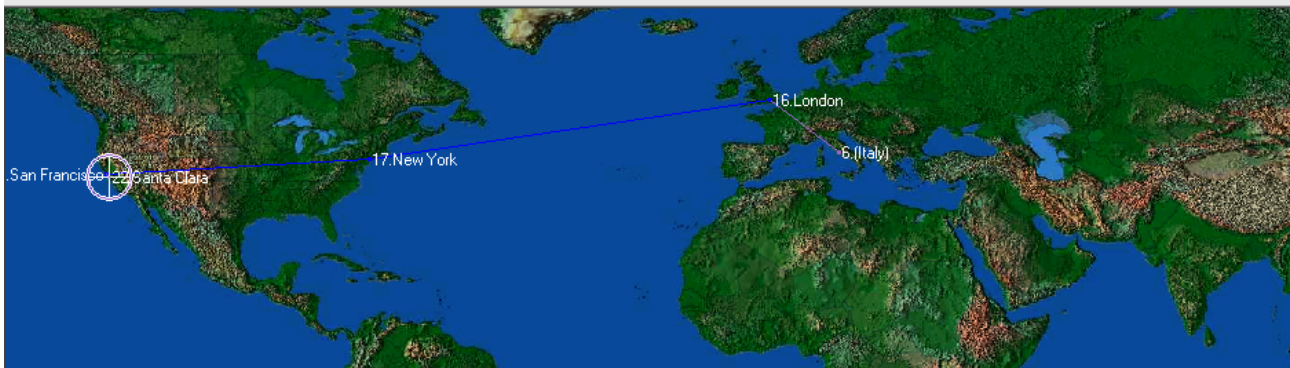 16.London
6.(Italy)
17.New York
.San Francisco
22.Santa Clara